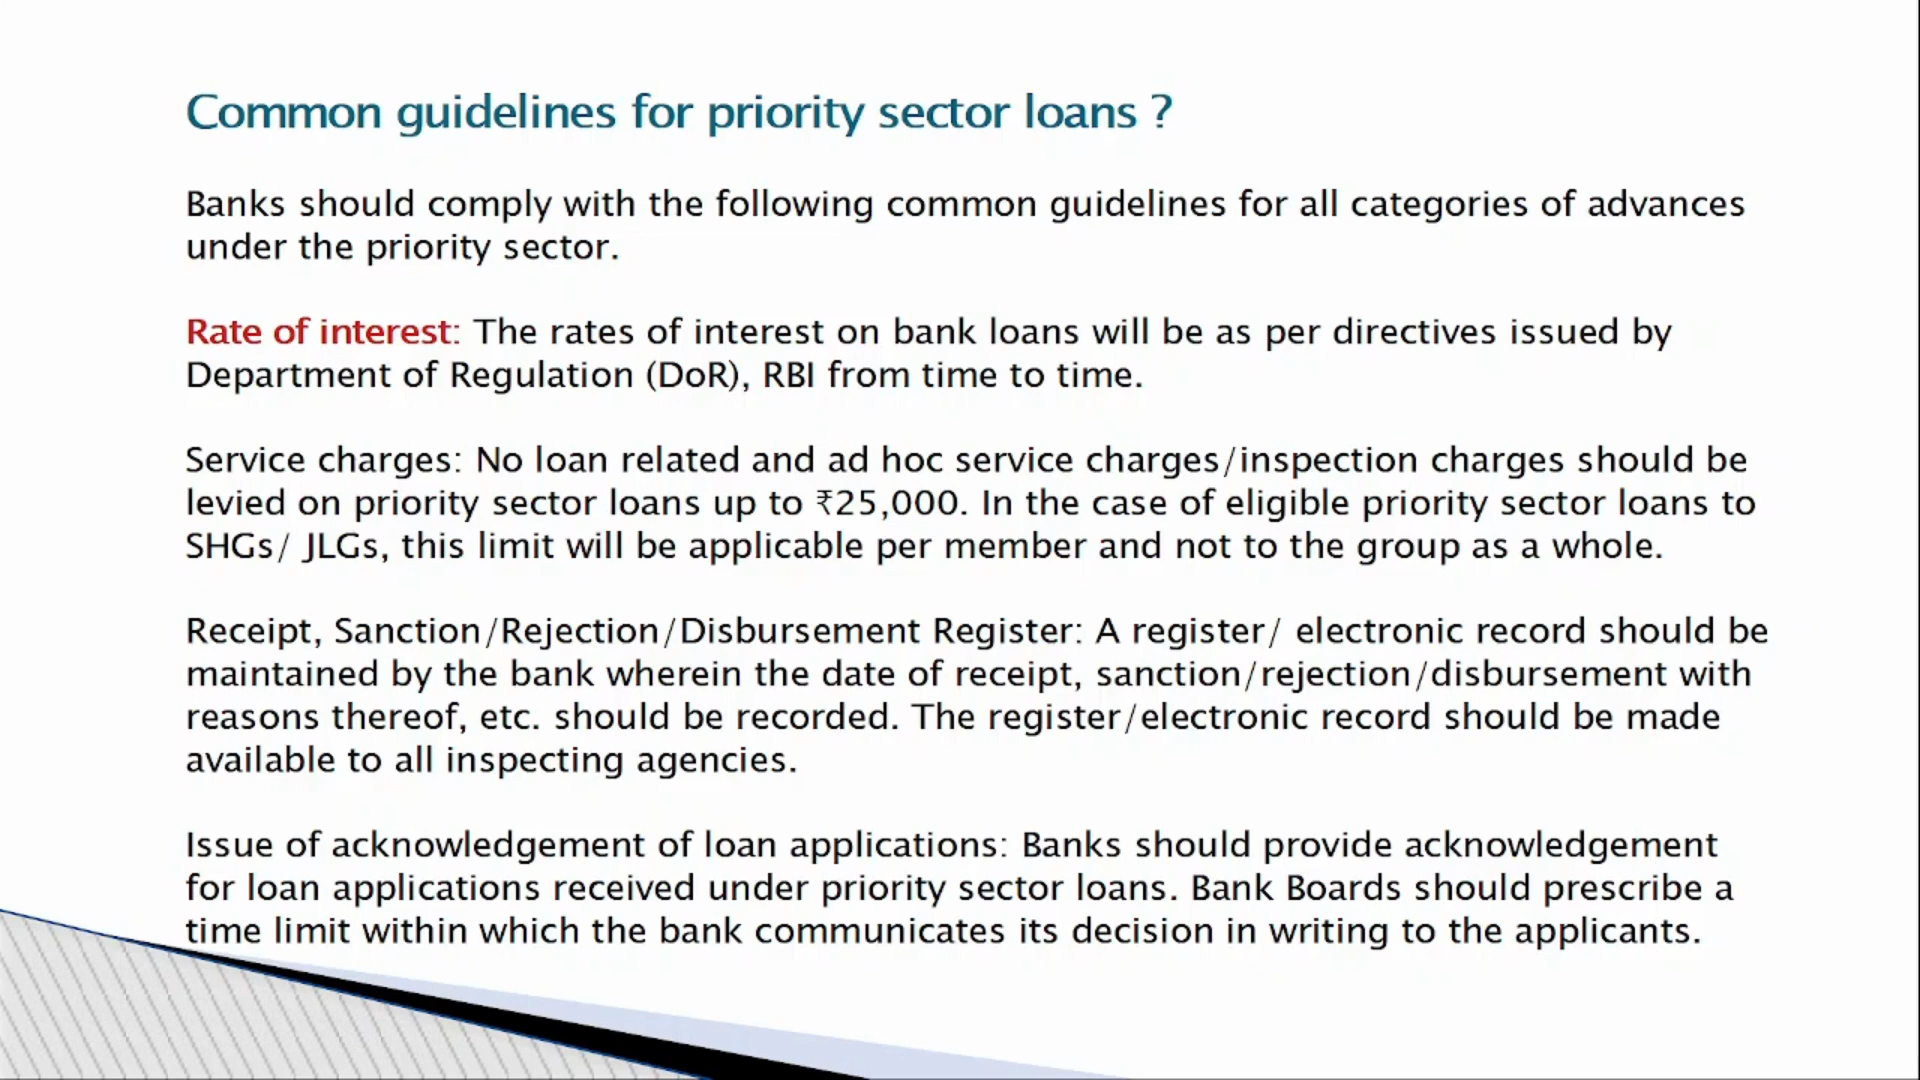 Common guidelines for priority sector loans ?
Banks should comply with the following common guidelines for all categories of advances
under the priority sector.
Rate of interest: The rates of interest on bank loans will be as per directives issued by
Department of Regulation (DoR), RBI from time to time.
Service charges: No loan related and ad hoc service charges/inspection charges should be
levied on priority sector loans up to ₹25,000. In the case of eligible priority sector loans to
SHGs/ JLGs, this limit will be applicable per member and not to the group as a whole.
Receipt, Sanction/Rejection/Disbursement Register: A register/ electronic record should be
maintained by the bank wherein the date of receipt, sanction/rejection/disbursement with
reasons thereof, etc. should be recorded. The register/electronic record should be made
available to all inspecting agencies.
Issue of acknowledgement of loan applications: Banks should provide acknowledgement
for loan applications received under priority sector loans. Bank Boards should prescribe a
time limit within which the bank communicates its decision in writing to the applicants.